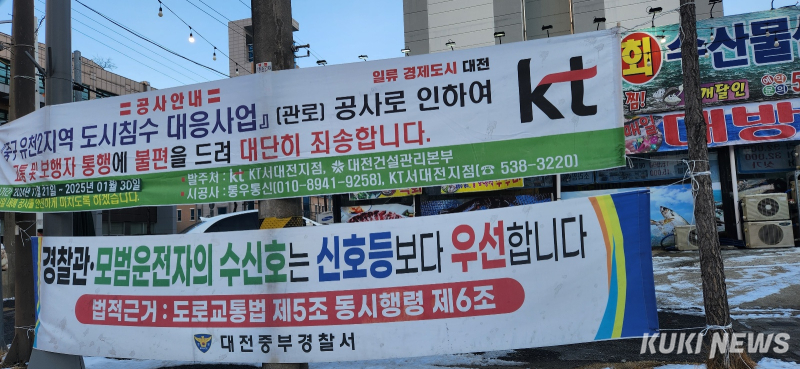 일류 경제도시 대전
= 공사안내 =
『중구 유천2지역 도시침수 대응사업』 (관로) 공사로 인하여
kt
및 보행자 통행에 불편을 드려 대단히 죄송합니다.
2025년 01월 30일
발주처 : kt KT서대전지점, 대전건설관리본부
시공사 : 통우통신(010-8941-9258), KT서대전지점(☎ 538-3220)
회 수산물
대방
경찰관·모범운전자의 수신호는 신호등보다 우선합니다
법적근거 : 도로교통법 제5조 동시행령 제6조
대전중부경찰서
KUKI NEWS